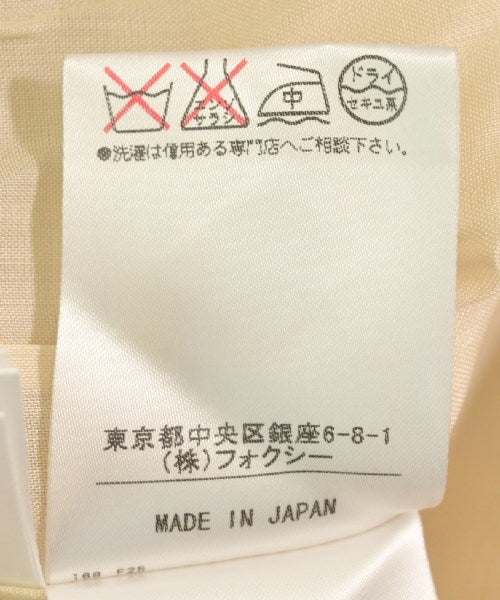 エンソ
サラシ
中
ドライ
セキユ系
●洗濯は信用ある専門店へご相談下さい。
東京都中央区銀座6-8-1
(株)フォクシー
MADE IN JAPAN